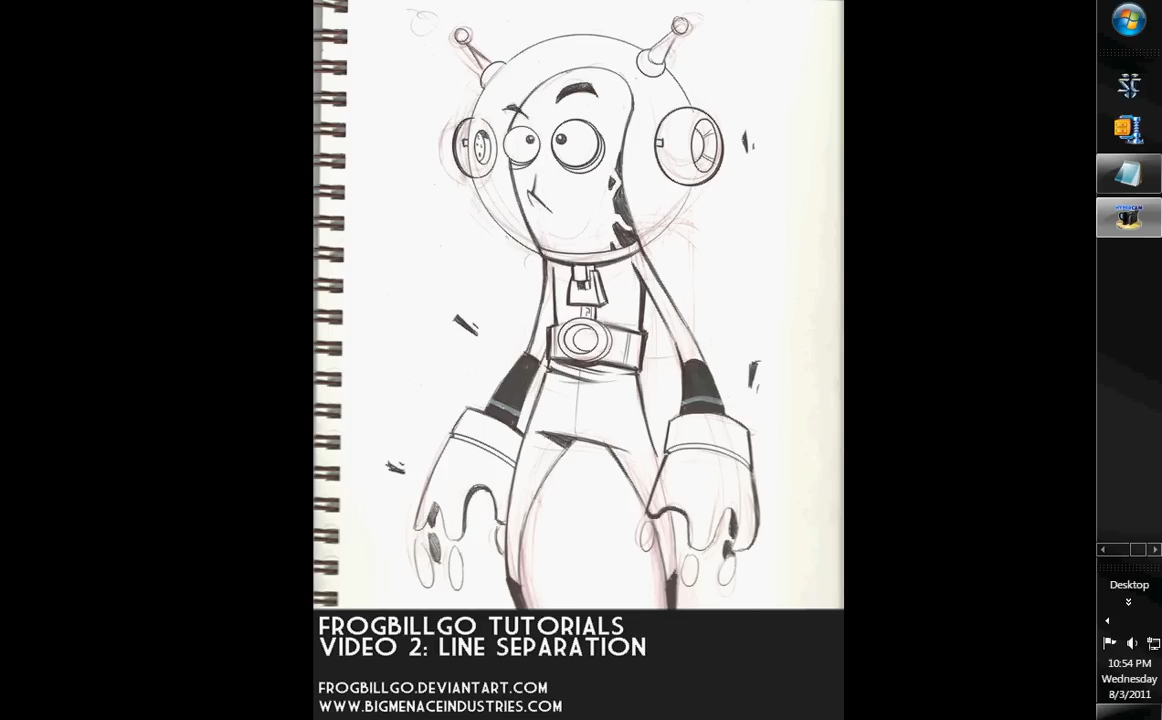 FROGBILLGO TUTORIALS
VIDEO 2: LINE SEPARATION
FROGBILLGO.DEVIANTART.COM
WWW.BIGMENACEINDUSTRIES.COM
HYPERCAM
Desktop
10:54 PM
Wednesday
8/3/2011